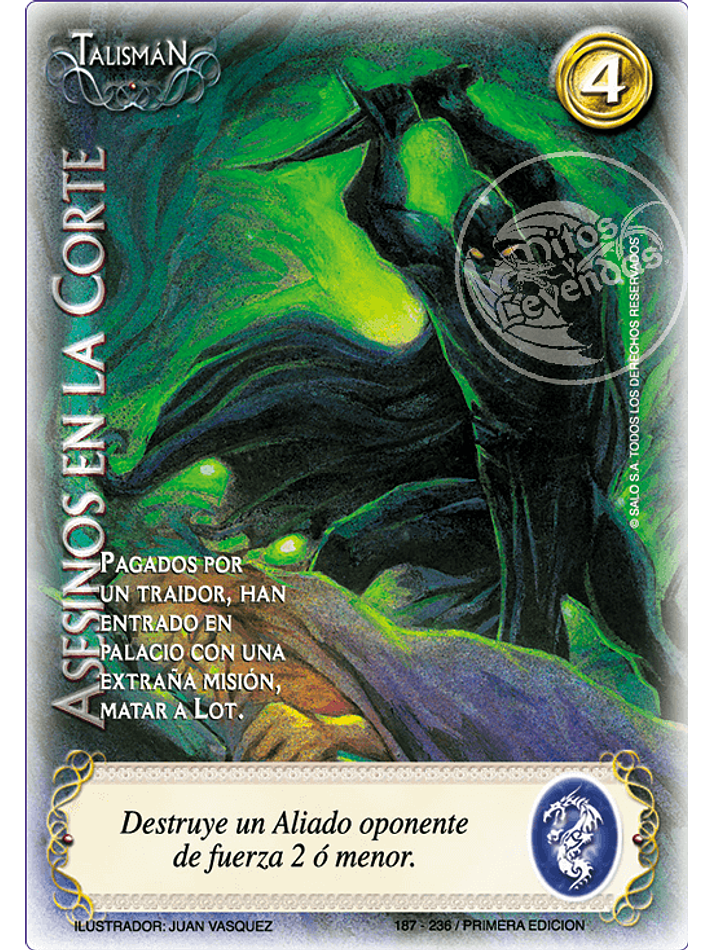 TALISMÁN
4
ASESINOS EN LA CORTE
Mitos
y
Leyendas
© SALO S.A. TODOS LOS DERECHOS RESERVADOS
PAGADOS POR
UN TRAIDOR, HAN
ENTRADO EN
PALACIO CON UNA
EXTRAÑA MISIÓN,
MATAR A LOT.
Destruye un Aliado oponente
de fuerza 2 ó menor.
ILUSTRADOR: JUAN VASQUEZ
187 - 236 / PRIMERA EDICION